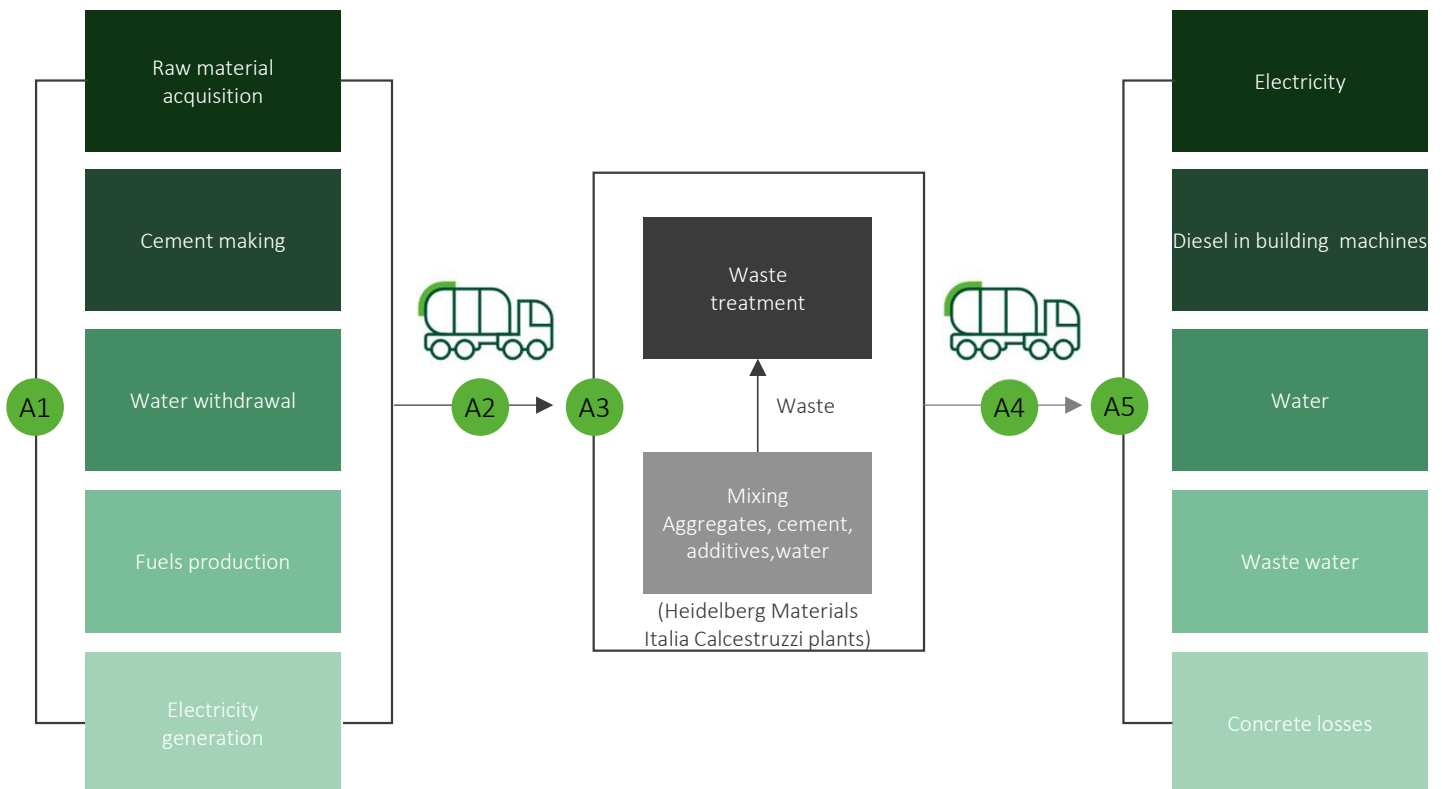 A1
Raw material
acquisition
Cement making
Water withdrawal
Fuels production
Electricity
generation
A2
A3
Waste
treatment
Waste
Mixing
Aggregates, cement,
additives,water
(Heidelberg Materials
Italia Calcestruzzi plants)
A4
A5
Electricity
Diesel in building machines
Water
Waste water
Concrete losses